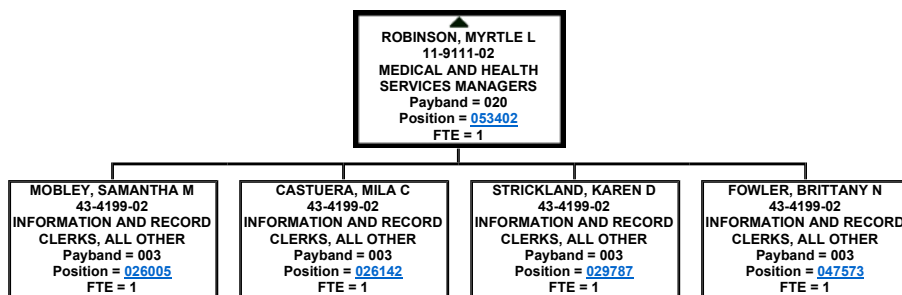 ROBINSON, MYRTLE L
11-9111-02
MEDICAL AND HEALTH
SERVICES MANAGERS
Payband = 020
Position = 053402
FTE = 1
MOBLEY, SAMANTHA M
43-4199-02
INFORMATION AND RECORD
CLERKS, ALL OTHER
Payband = 003
Position = 026005
FTE = 1
CASTUERA, MILA C
43-4199-02
INFORMATION AND RECORD
CLERKS, ALL OTHER
Payband = 003
Position = 026142
FTE = 1
STRICKLAND, KAREN D
43-4199-02
INFORMATION AND RECORD
CLERKS, ALL OTHER
Payband = 003
Position = 029787
FTE = 1
FOWLER, BRITTANY N
43-4199-02
INFORMATION AND RECORD
CLERKS, ALL OTHER
Payband = 003
Position = 047573
FTE = 1